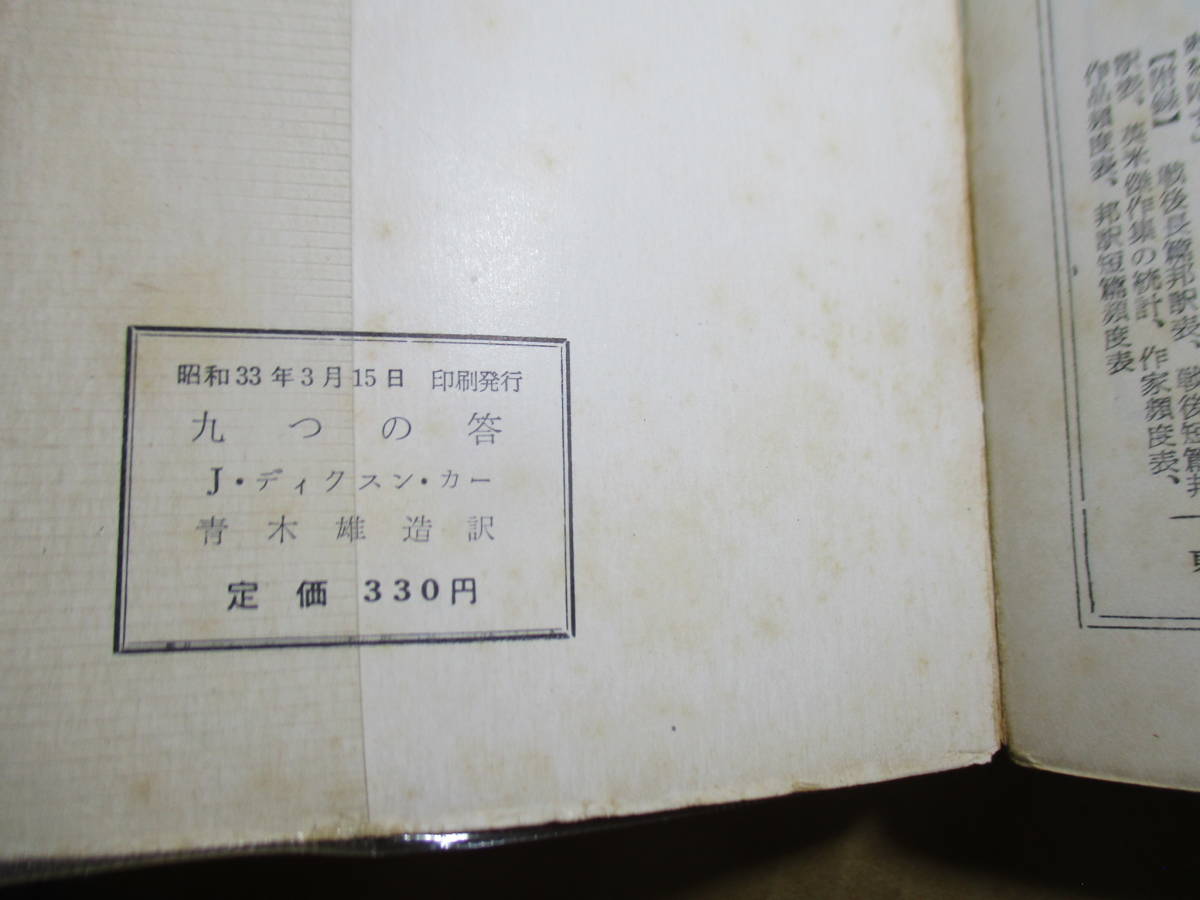 昭和33年3月15日 印刷発行
九つの答
J・ディクスン・カー
青木雄造訳
定価 330円
【附録】 戦後長篇邦訳表、戦後短篇邦
訳表、英米傑作集の統計、作家頻度表、
作品頻度表、邦訳短篇頻度表